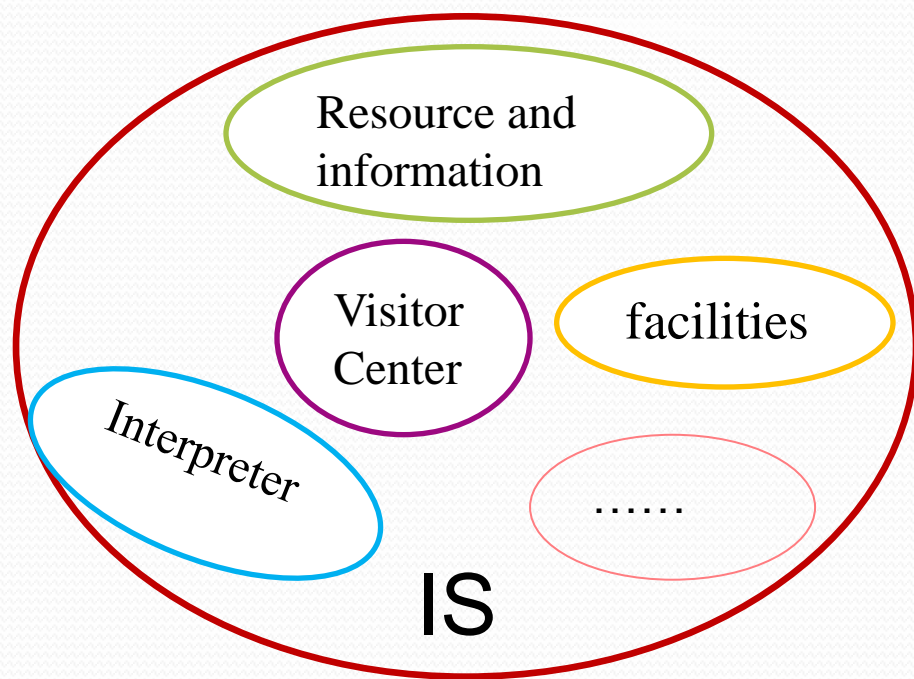 Resource and
information
Visitor
Center
facilities
Interpreter
......
IS